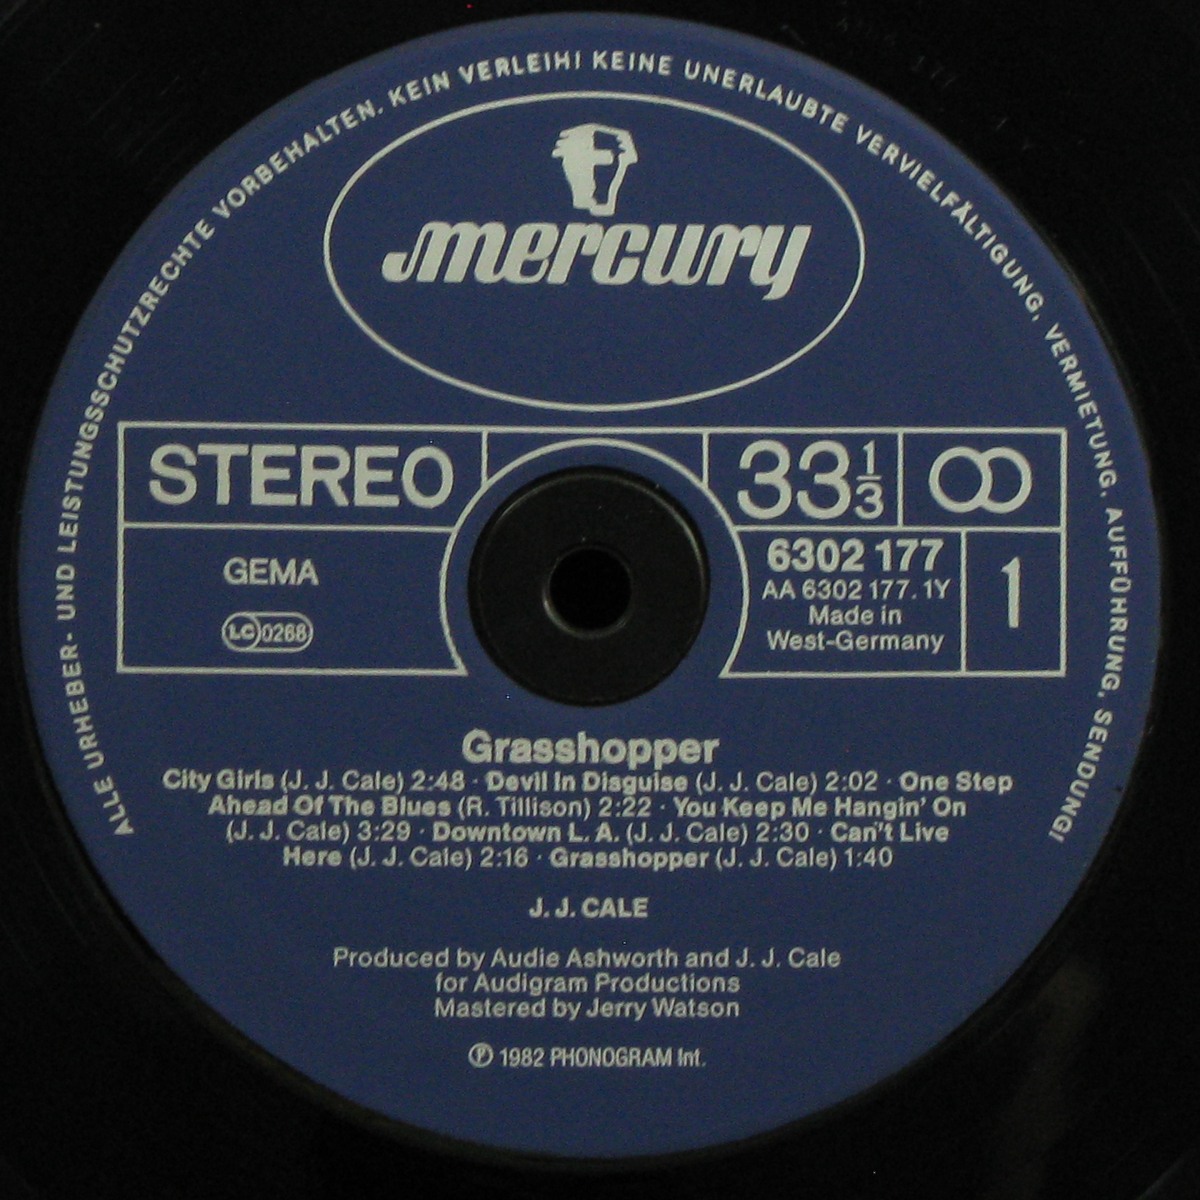 ALLE URHEBER- UND LEISTUNGSSCHUTZRECHTE VORBEHALTEN. KEIN VERLEIH! KEINE UNERLAUBTE VERVIELFÄLTIGUNG, VERMIETUNG, AUFFÜHRUNG, SENDUNG!
mercury
STEREO
33 1/3
GEMA
LC 0268
6302 177
AA 6302 177. 1Y
Made in
West-Germany
1
Grasshopper
City Girls (J. J. Cale) 2:48 · Devil In Disguise (J. J. Cale) 2:02 · One Step
Ahead Of The Blues (R. Tillison) 2:22 · You Keep Me Hangin' On
(J. J. Cale) 3:29 · Downtown L. A. (J. J. Cale) 2:30 · Can't Live
Here (J. J. Cale) 2:16 · Grasshopper (J. J. Cale) 1:40
J. J. CALE
Produced by Audie Ashworth and J. J. Cale
for Audigram Productions
Mastered by Jerry Watson
℗ 1982 PHONOGRAM Int.